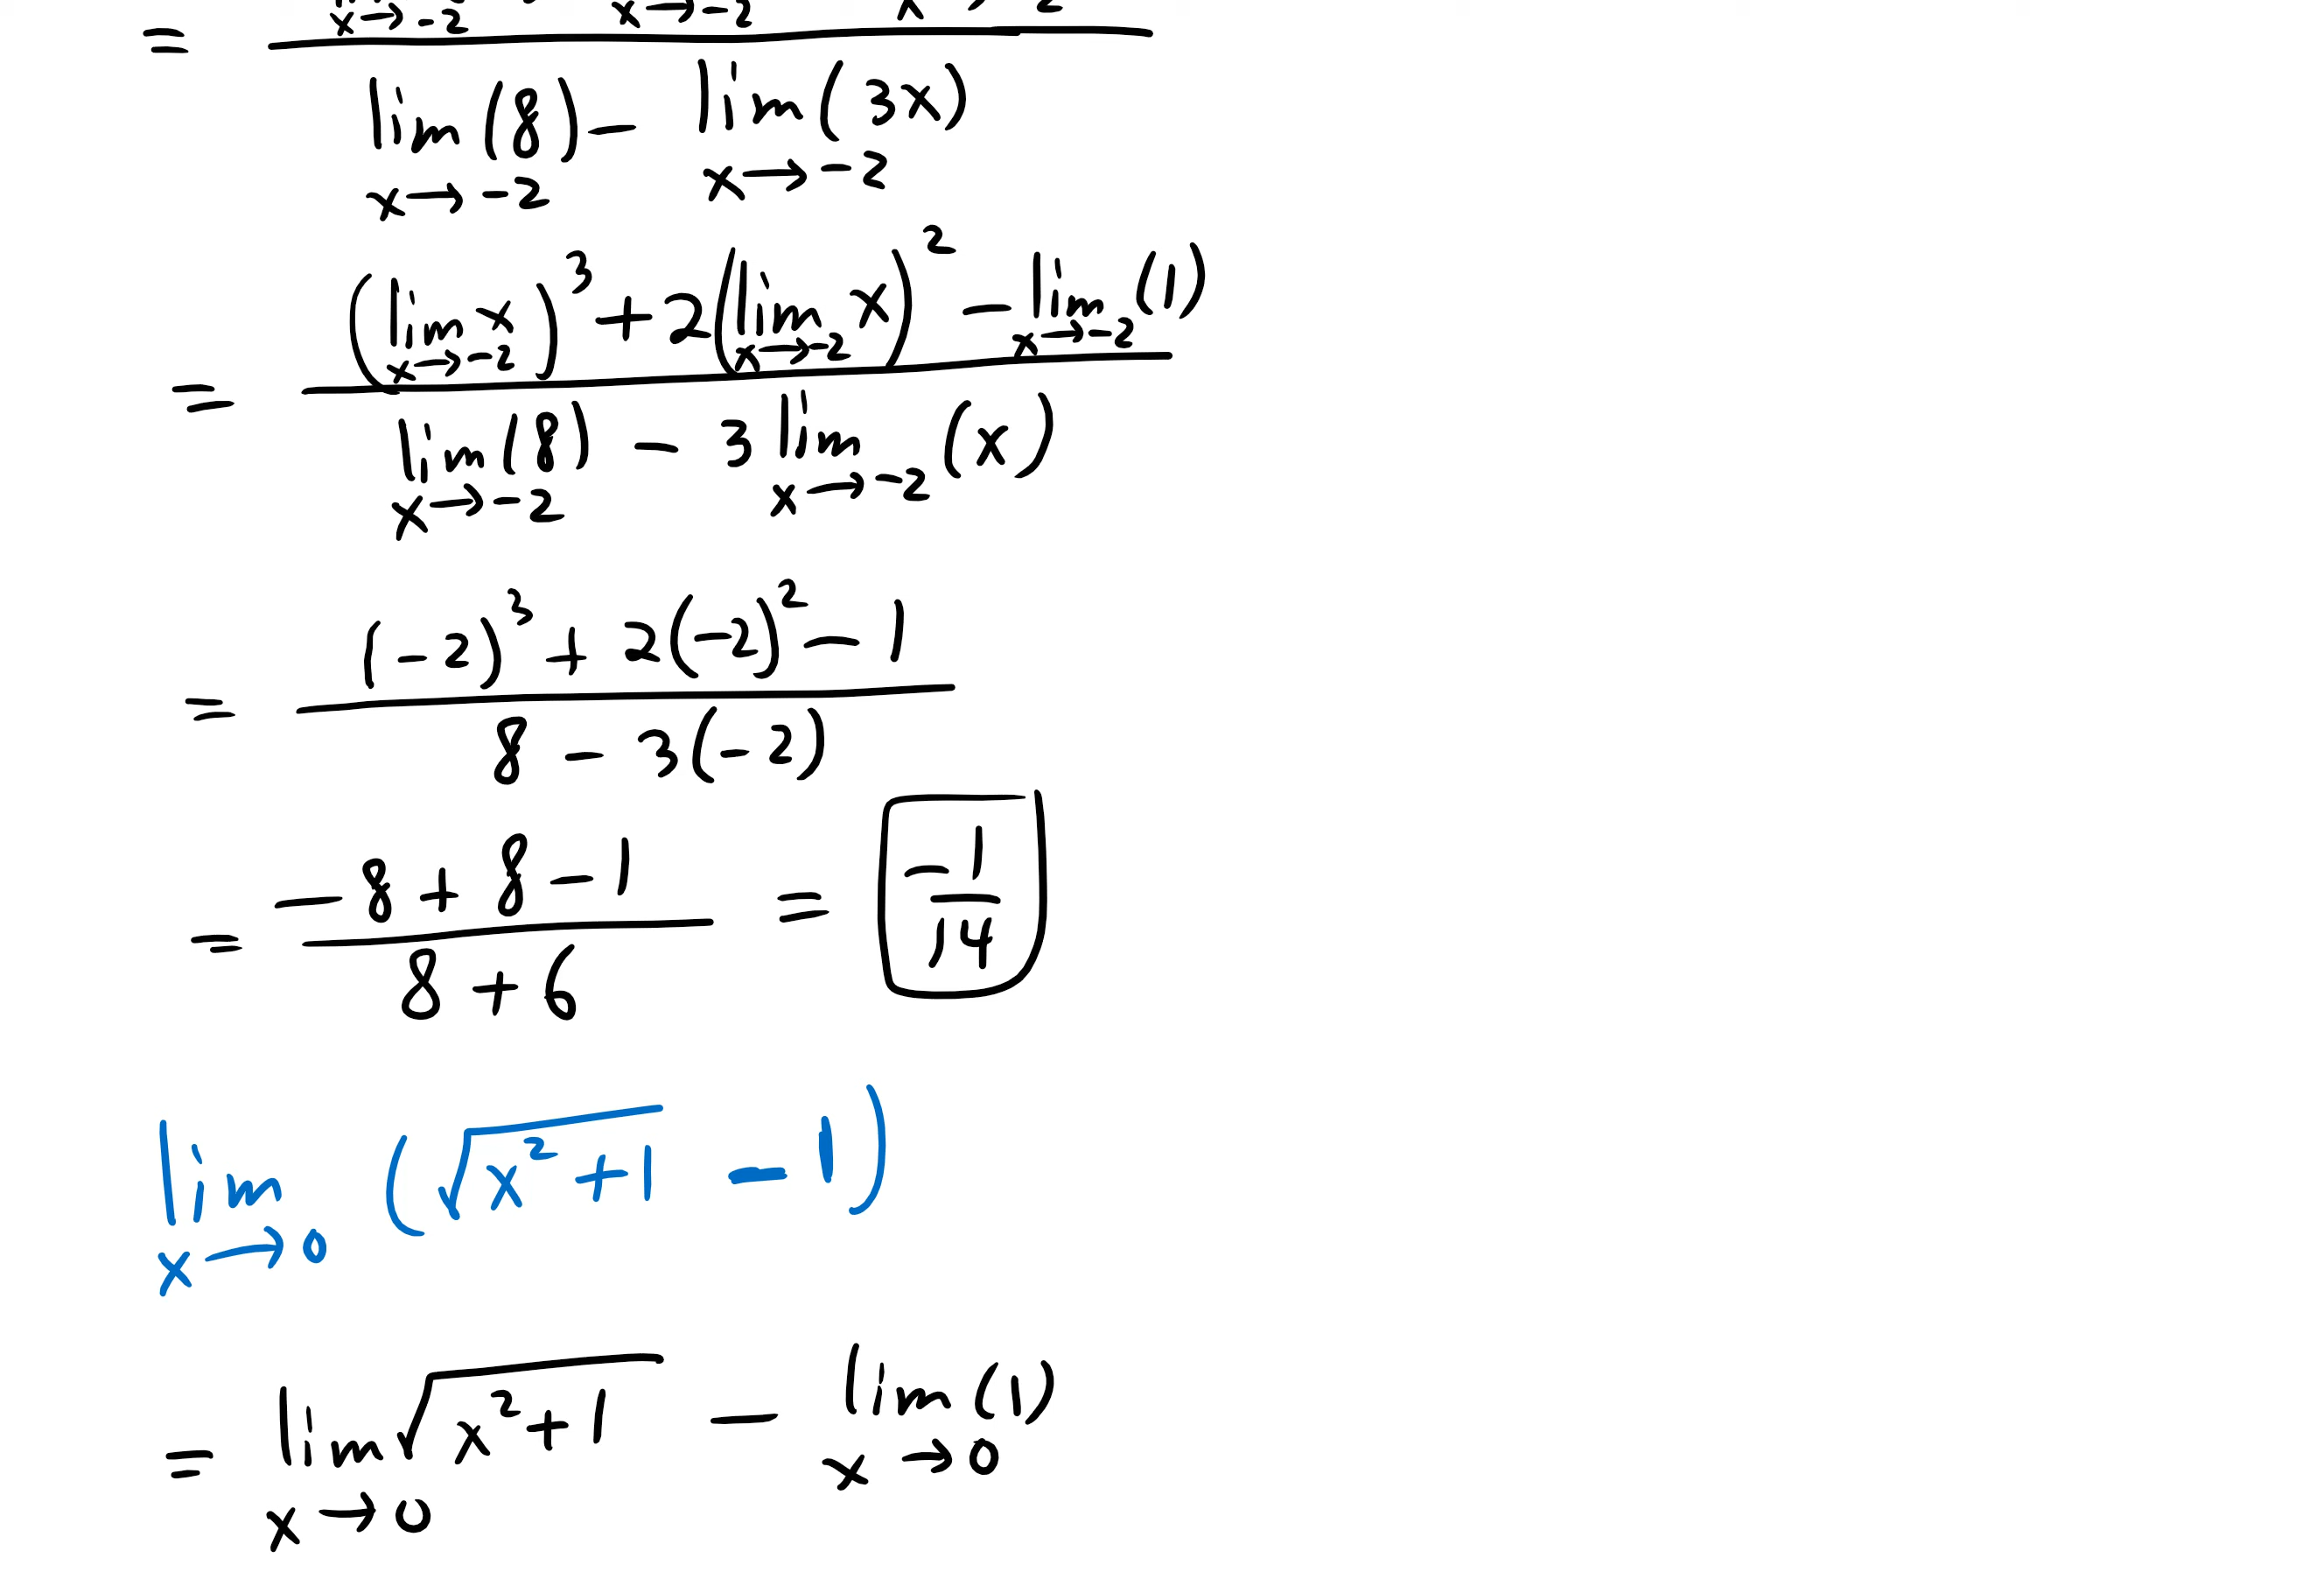 x→-2 x→-2
=
lim(8) - lim(3x)
x→-2 x→-2
(lim x)³ + 2(lim x)² - lim (1)
x→-2 x→-2 x→-2
=
lim(8) - 3 lim (x)
x→-2 x→-2
(-2)³ + 2(-2)² - 1
=
8 - 3(-2)
-8 + 8 - 1 -1
= =
8 + 6 14
lim (√x²+1 - 1)
x→0
= lim √x²+1 - lim (1)
x→0 x→0